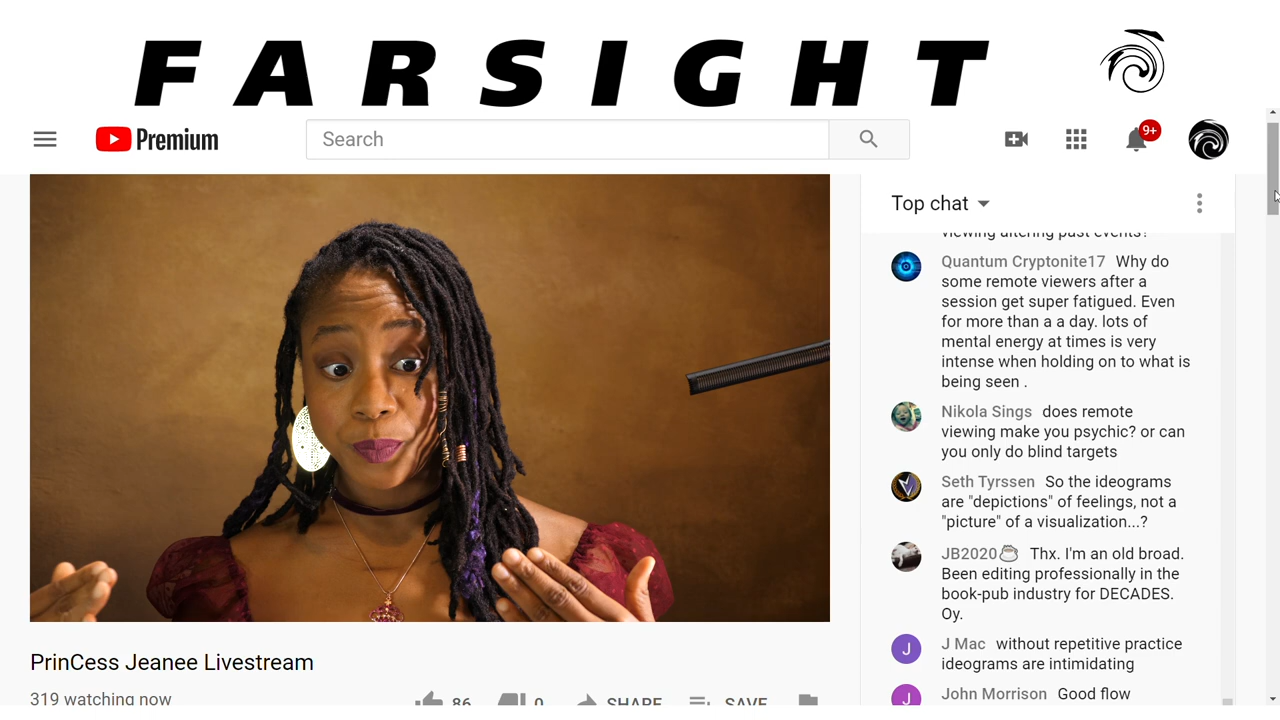 FARSIGHT
Premium
Search
9+
Top chat
viewing altering past events?
Quantum Cryptonite17 Why do
some remote viewers after a
session get super fatigued. Even
for more than a a day. lots of
mental energy at times is very
intense when holding on to what is
being seen .
Nikola Sings does remote
viewing make you psychic? or can
you only do blind targets
Seth Tyrssen So the ideograms
are "depictions" of feelings, not a
"picture" of a visualization...?
JB2020 Thx. I'm an old broad.
Been editing professionally in the
book-pub industry for DECADES.
Oy.
J Mac without repetitive practice
ideograms are intimidating
John Morrison Good flow
PrinCess Jeanee Livestream
319 watching now
86
0
SHARE
SAVE